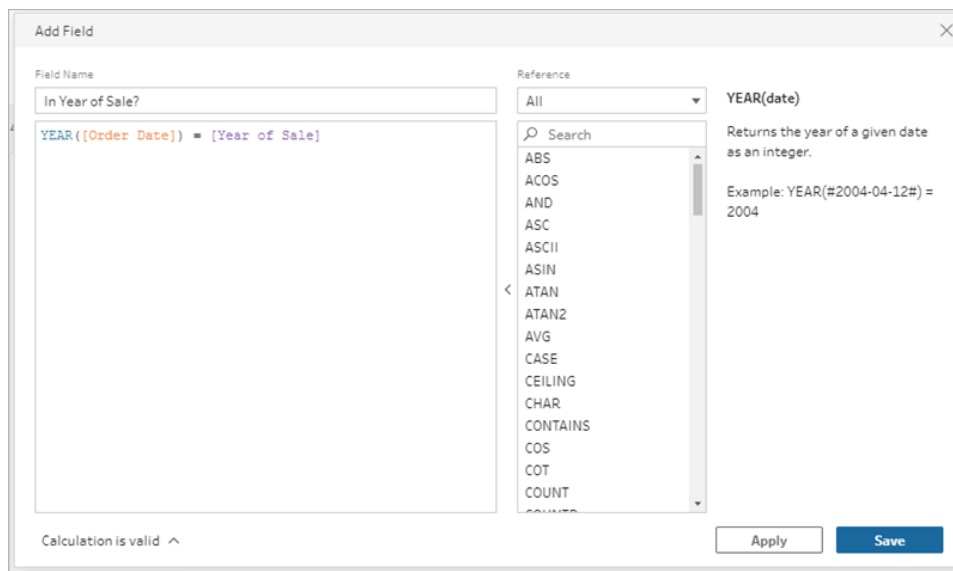 Add Field
Field Name
Reference
In Year of Sale?
All
YEAR(date)
YEAR([Order Date]) = [Year of Sale]
Search
Returns the year of a given date
as an integer.
Example: YEAR(#2004-04-12#) =
2004
ABS
ACOS
AND
ASC
ASCII
ASIN
ATAN
ATAN2
AVG
CASE
CEILING
CHAR
CONTAINS
COS
COT
COUNT
COUNTD
Calculation is valid
Apply
Save